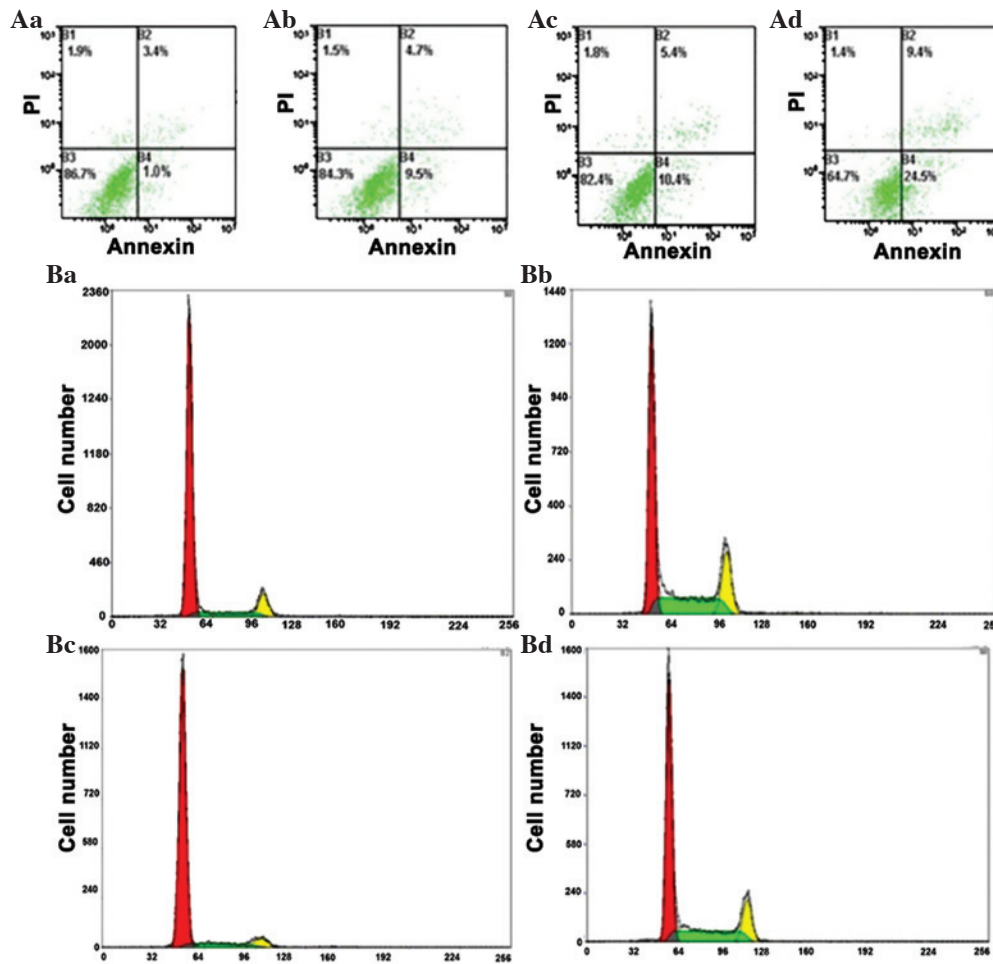 Aa
B1
B2
1.9%
3.4%
PI
B3
B4
86.7%
1.0%
Annexin
Ab
B1
B2
1.5%
4.7%
PI
B3
B4
84.3%
9.5%
Annexin
Ac
B1
B2
1.8%
5.4%
PI
B3
B4
82.4%
10.4%
Annexin
Ad
B1
B2
1.4%
9.4%
PI
B3
B4
64.7%
24.5%
Annexin
Ba
2360
2000
1240
1180
820
460
0
Cell number
0 32 64 96 128 160 192 224 256
Bb
1440
1200
940
720
400
240
0
Cell number
0 32 64 96 128 160 192 224
Bc
1600
1400
1120
720
580
240
0
Cell number
0 32 64 96 128 160 192 224 256
Bd
1600
1400
1120
720
580
240
0
Cell number
0 32 64 96 128 160 192 224 256